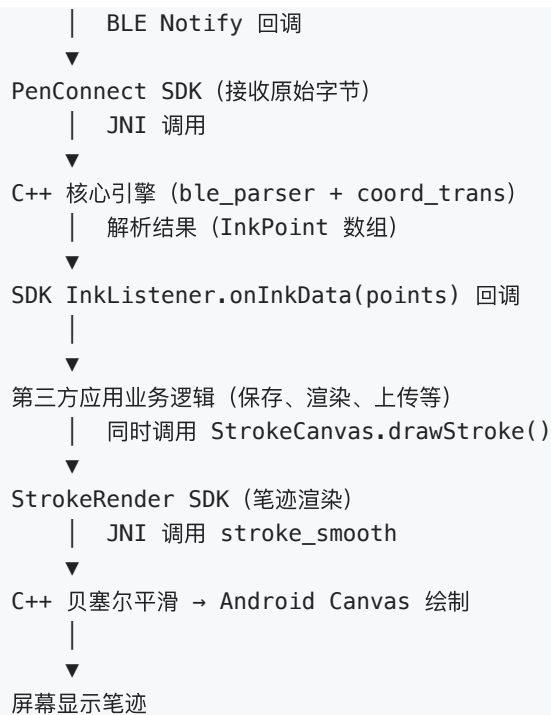 │  BLE Notify 回调
▼
PenConnect SDK（接收原始字节）
│  JNI 调用
▼
C++ 核心引擎（ble_parser + coord_trans）
│  解析结果（InkPoint 数组）
▼
SDK InkListener.onInkData(points) 回调
│
▼
第三方应用业务逻辑（保存、渲染、上传等）
│  同时调用 StrokeCanvas.drawStroke()
▼
StrokeRender SDK（笔迹渲染）
│  JNI 调用 stroke_smooth
▼
C++ 贝塞尔平滑 → Android Canvas 绘制
│
▼
屏幕显示笔迹